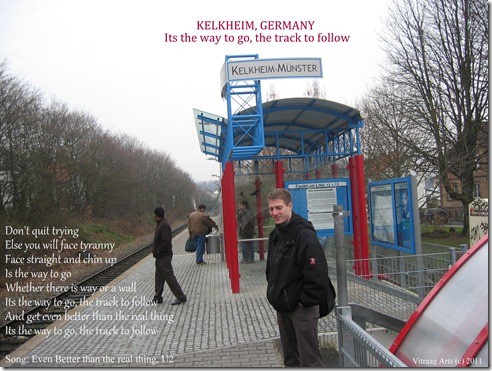 KELKHEIM, GERMANY
Its the way to go, the track to follow
KELKHEIM-MÜNSTER
Don't quit trying
Else you will face tyranny
Face straight and chin up
Is the way to go
Whether there is way or a wall
Its the way to go, the track to follow
And get even better than the real thing
Its the way to go, the track to follow
Song: Even Better than the real thing, U2
Vitraag Arts (c) 2011